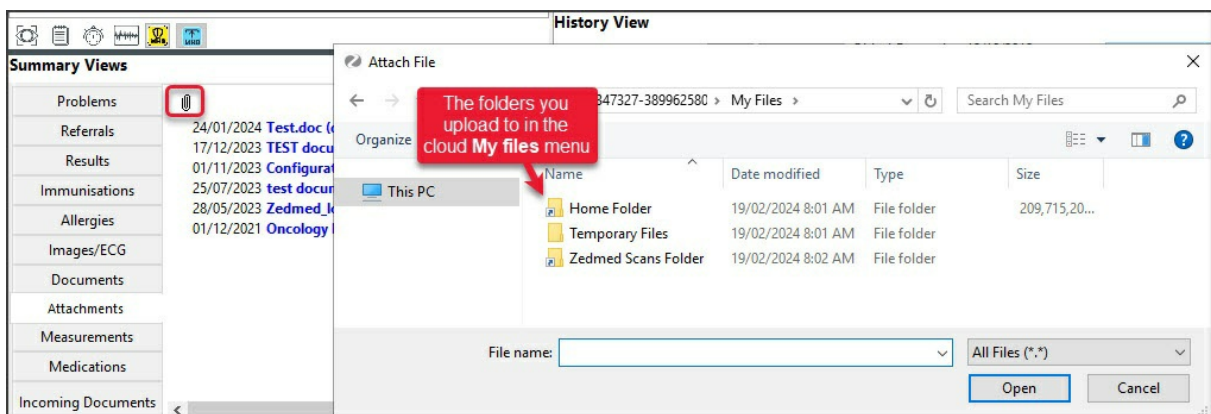 History View
Summary Views
Problems
Referrals
Results
Immunisations
Allergies
Images/ECG
Documents
Attachments
Measurements
Medications
Incoming Documents
24/01/2024 Test.doc
17/12/2023 TEST docu
01/11/2023 Configurat
25/07/2023 test docum
28/05/2023 Zedmed_l
01/12/2021 Oncology
Attach File
347327-389962580 > My Files >
Search My Files
The folders you
upload to in the
cloud My files menu
Organize
This PC
Name Date modified Type Size
Home Folder 19/02/2024 8:01 AM File folder 209,715,20...
Temporary Files 19/02/2024 8:01 AM File folder
Zedmed Scans Folder 19/02/2024 8:02 AM File folder
File name:
All Files (*.*)
Open Cancel